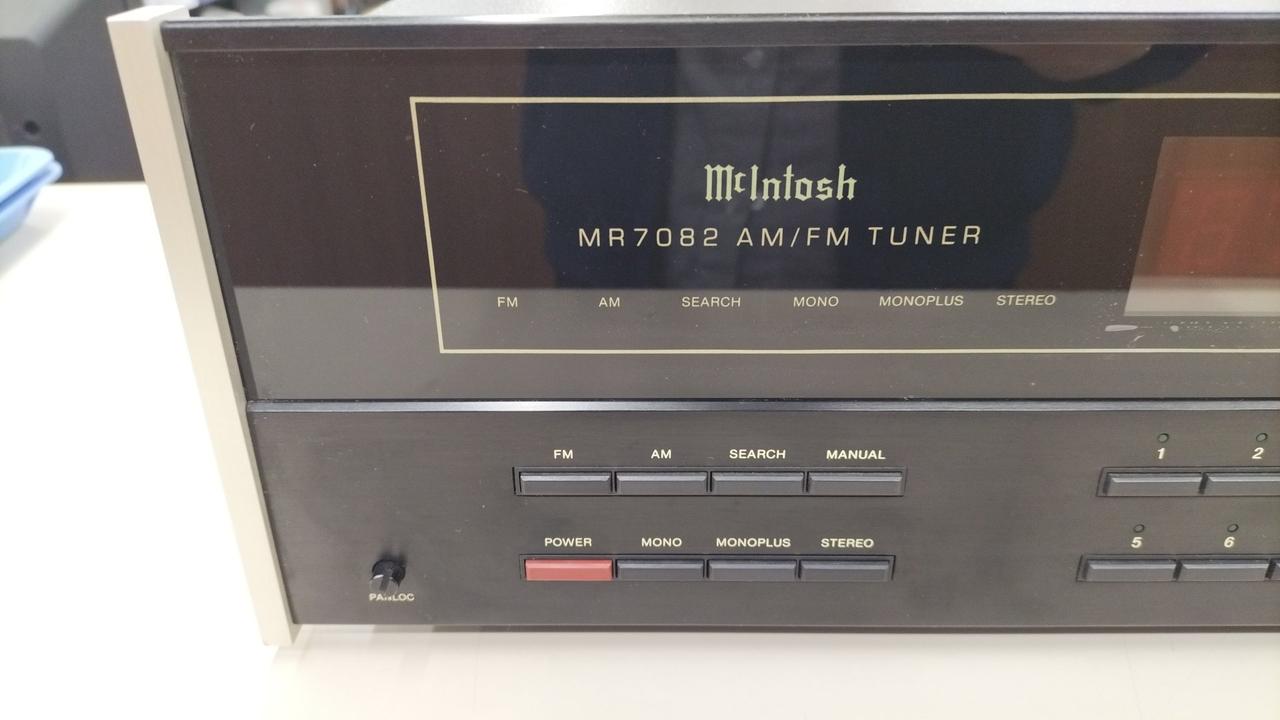 McIntosh
MR7082 AM/FM TUNER
FM AM SEARCH MONO MONOPLUS STEREO
FM AM SEARCH MANUAL 1 2
POWER MONO MONOPLUS STEREO 5 6
PANLOC